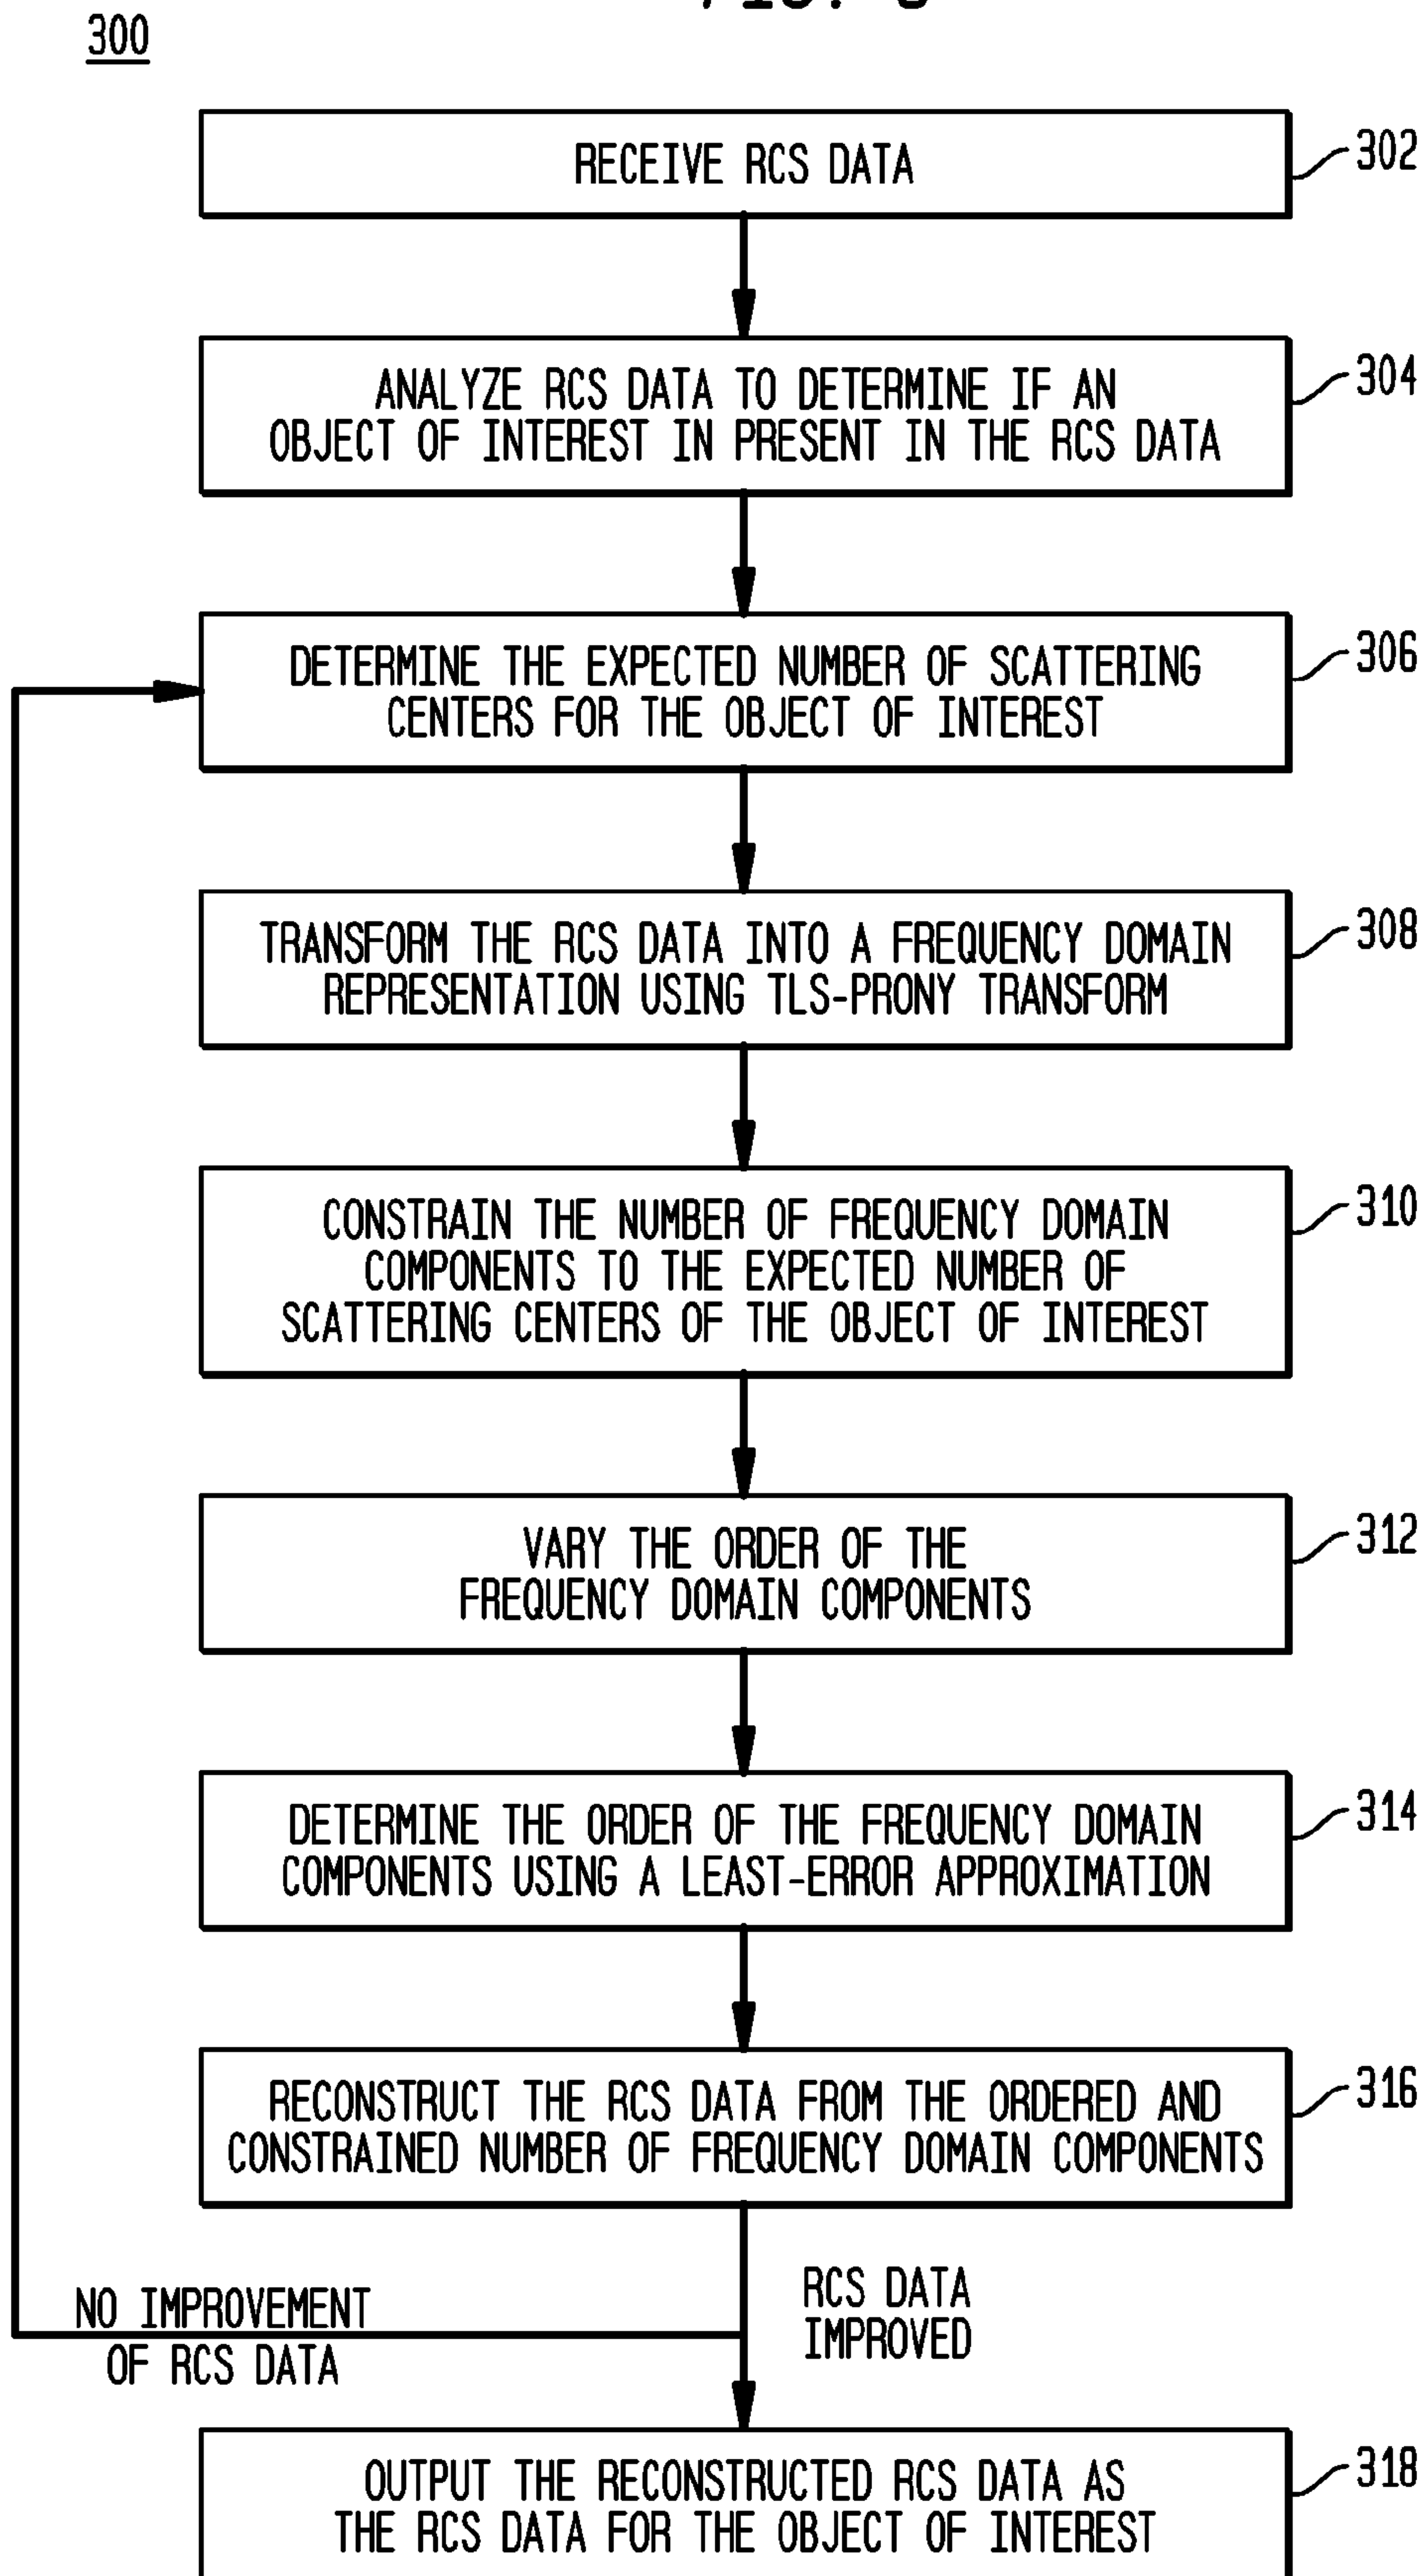 300
RECEIVE RCS DATA
302
ANALYZE RCS DATA TO DETERMINE IF AN
OBJECT OF INTEREST IN PRESENT IN THE RCS DATA
304
DETERMINE THE EXPECTED NUMBER OF SCATTERING
CENTERS FOR THE OBJECT OF INTEREST
306
TRANSFORM THE RCS DATA INTO A FREQUENCY DOMAIN
REPRESENTATION USING TLS-PRONY TRANSFORM
308
CONSTRAIN THE NUMBER OF FREQUENCY DOMAIN
COMPONENTS TO THE EXPECTED NUMBER OF
SCATTERING CENTERS OF THE OBJECT OF INTEREST
310
VARY THE ORDER OF THE
FREQUENCY DOMAIN COMPONENTS
312
DETERMINE THE ORDER OF THE FREQUENCY DOMAIN
COMPONENTS USING A LEAST-ERROR APPROXIMATION
314
RECONSTRUCT THE RCS DATA FROM THE ORDERED AND
CONSTRAINED NUMBER OF FREQUENCY DOMAIN COMPONENTS
316
NO IMPROVEMENT
OF RCS DATA
RCS DATA
IMPROVED
OUTPUT THE RECONSTRUCTED RCS DATA AS
THE RCS DATA FOR THE OBJECT OF INTEREST
318